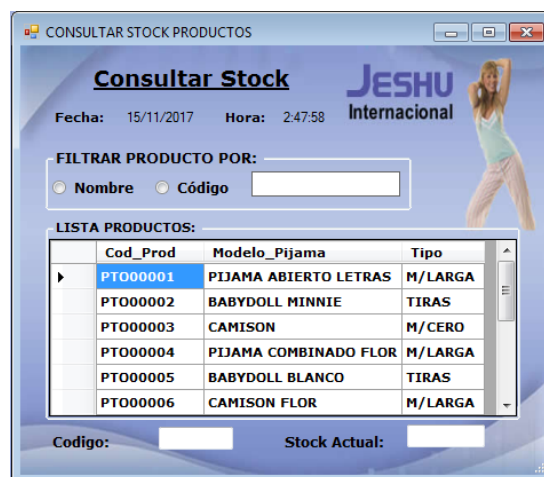 CONSULTAR STOCK PRODUCTOS
Consultar Stock
JESHU
Internacional
Fecha: 15/11/2017 Hora: 2:47:58
FILTRAR PRODUCTO POR:
Nombre Código
LISTA PRODUCTOS:
Cod_Prod Modelo_Pijama Tipo
PTO00001 PIJAMA ABIERTO LETRAS M/LARGA
PTO00002 BABYDOLL MINNIE TIRAS
PTO00003 CAMISON M/CERO
PTO00004 PIJAMA COMBINADO FLOR M/LARGA
PTO00005 BABYDOLL BLANCO TIRAS
PTO00006 CAMISON FLOR M/LARGA
Codigo: Stock Actual: